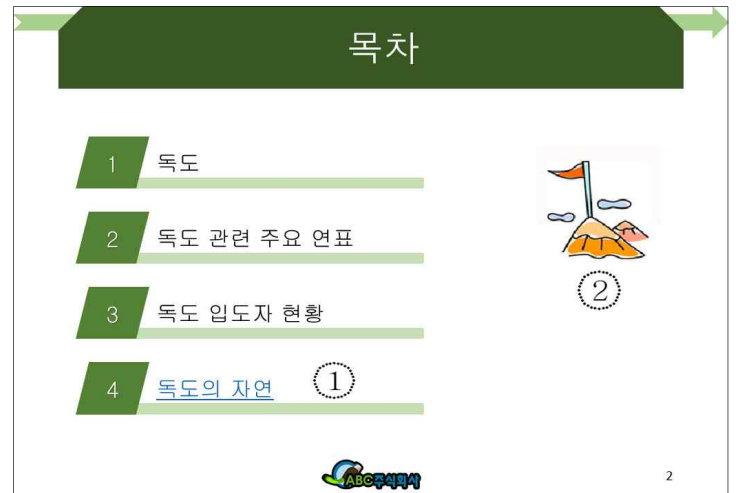 목차
1 독도
2 독도 관련 주요 연표
②
3 독도 입도자 현황
4 독도의 자연 ①
ABC주식회사
2